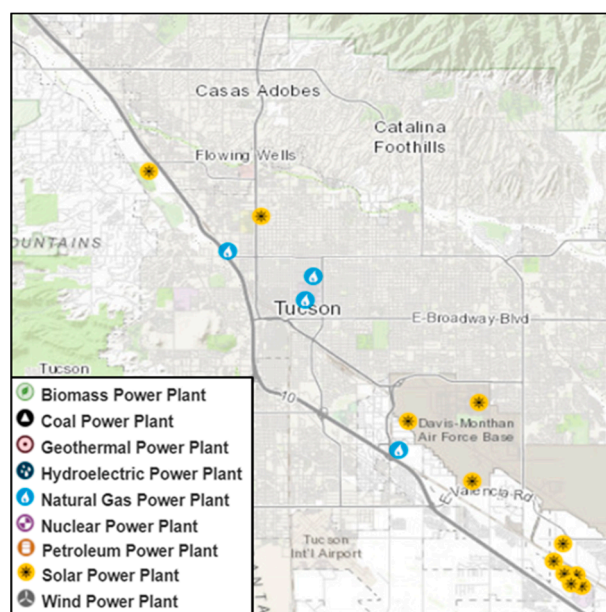 Casas Adobes
Catalina
Foothills
Flowing Wells
OUNTAINS
Tucson
E-Broadway-Blvd
Tucson
10
Davis-Monthan
Air Force Base
E Valencia Rd
Tucson
Int'l Airport
ANTA
Biomass Power Plant
Coal Power Plant
Geothermal Power Plant
Hydroelectric Power Plant
Natural Gas Power Plant
Nuclear Power Plant
Petroleum Power Plant
Solar Power Plant
Wind Power Plant